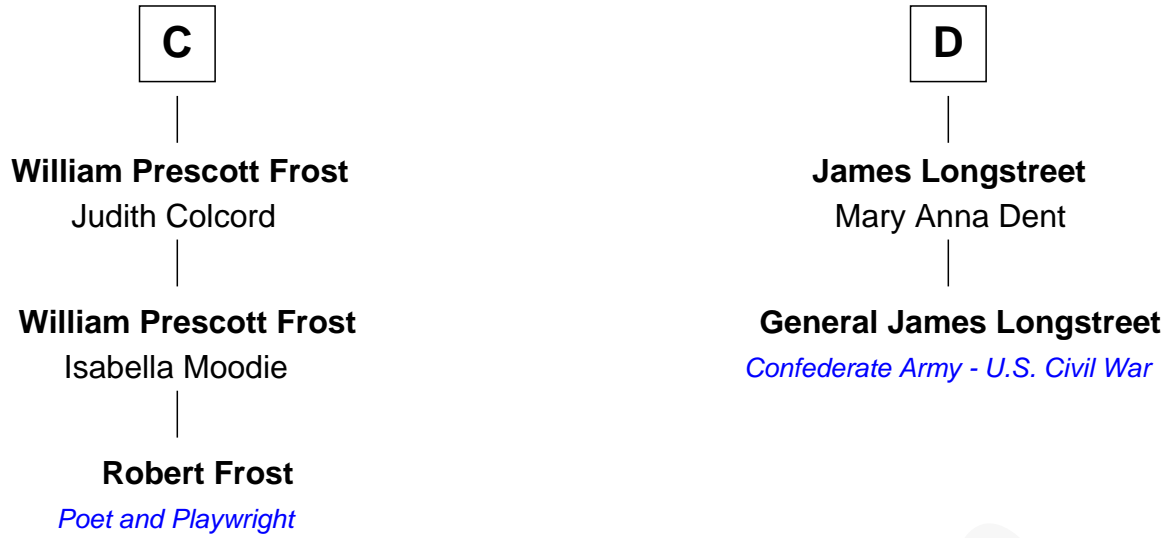 C
William Prescott Frost
Judith Colcord
William Prescott Frost
Isabella Moodie
Robert Frost
Poet and Playwright
D
James Longstreet
Mary Anna Dent
General James Longstreet
Confederate Army - U.S. Civil War